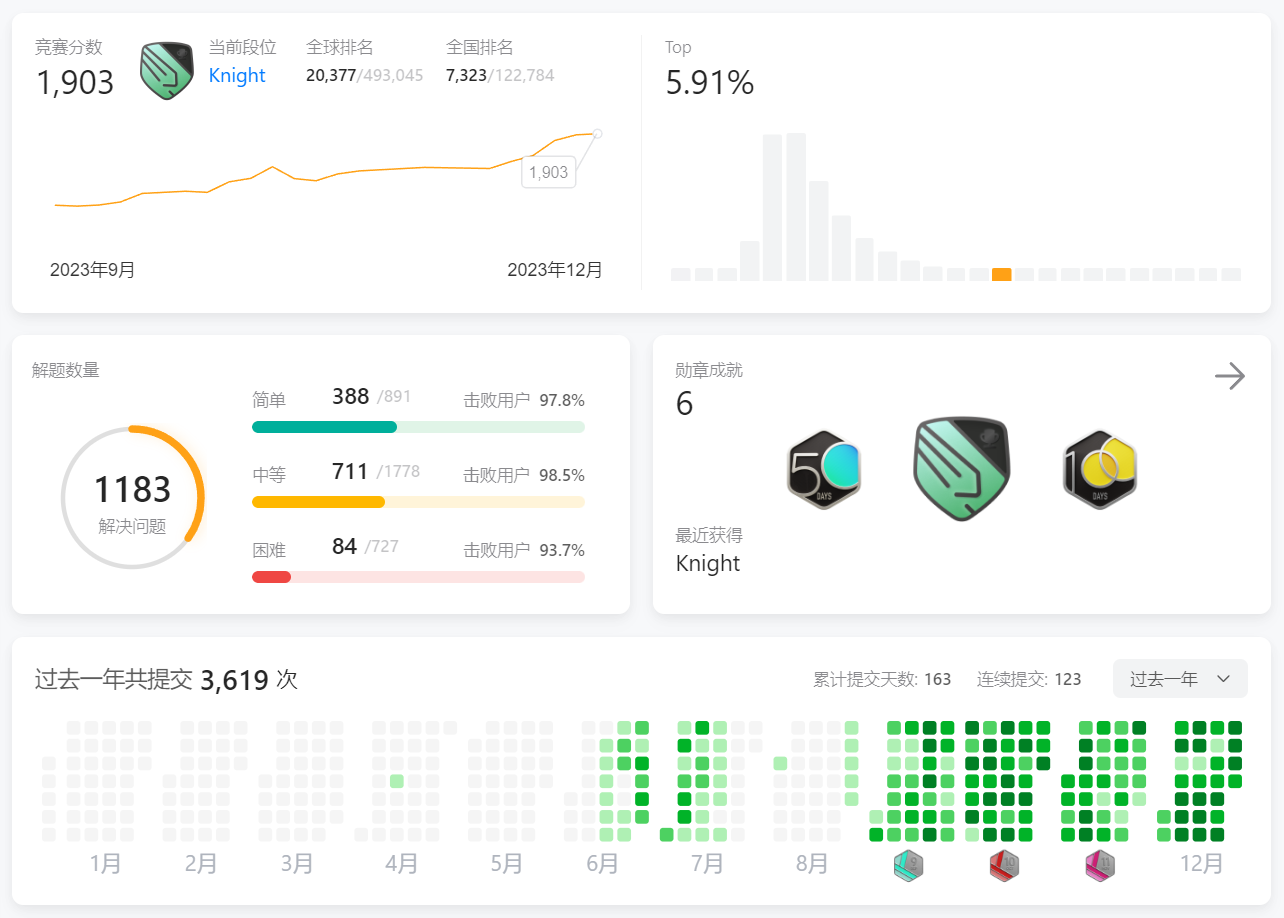 竞赛分数
1,903
当前段位
Knight
全球排名
20,377/493,045
全国排名
7,323/122,784
1,903
2023年9月
2023年12月
Top
5.91%
解题数量
1183
解决问题
简单
388 /891
击败用户 97.8%
中等
711 /1778
击败用户 98.5%
困难
84 /727
击败用户 93.7%
勋章成就
6
50
DAYS
100
DAYS
最近获得
Knight
过去一年共提交 3,619 次
累计提交天数: 163
连续提交: 123
过去一年
1月
2月
3月
4月
5月
6月
7月
8月
9
10
11
12月